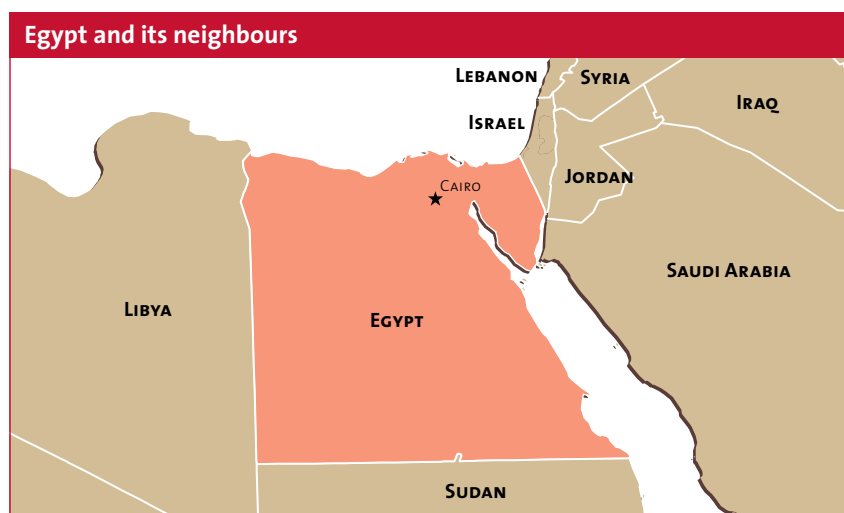 Egypt and its neighbours
LEBANON
SYRIA
IRAQ
ISRAEL
JORDAN
CAIRO
SAUDI ARABIA
LIBYA
EGYPT
SUDAN